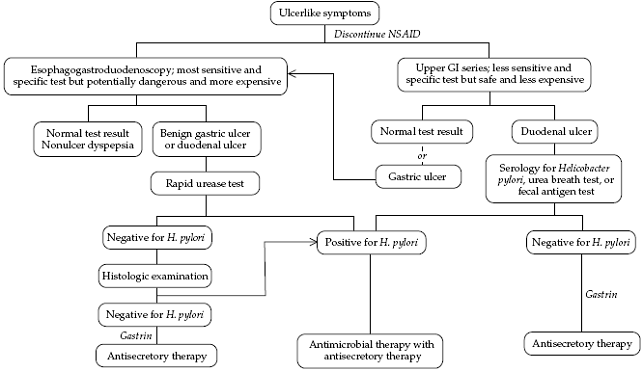 Ulcerlike symptoms
Discontinue NSAID
Esophagogastroduodenoscopy; most sensitive and
specific test but potentially dangerous and more expensive
Upper GI series; less sensitive and
specific test but safe and less expensive
Normal test result
Nonulcer dyspepsia
Benign gastric ulcer
or duodenal ulcer
Normal test result
or
Gastric ulcer
Duodenal ulcer
Rapid urease test
Serology for Helicobacter
pylori, urea breath test, or
fecal antigen test
Negative for H. pylori
Positive for H. pylori
Negative for H. pylori
Histologic examination
Negative for H. pylori
Gastrin
Gastrin
Antisecretory therapy
Antimicrobial therapy with
antisecretory therapy
Antisecretory therapy